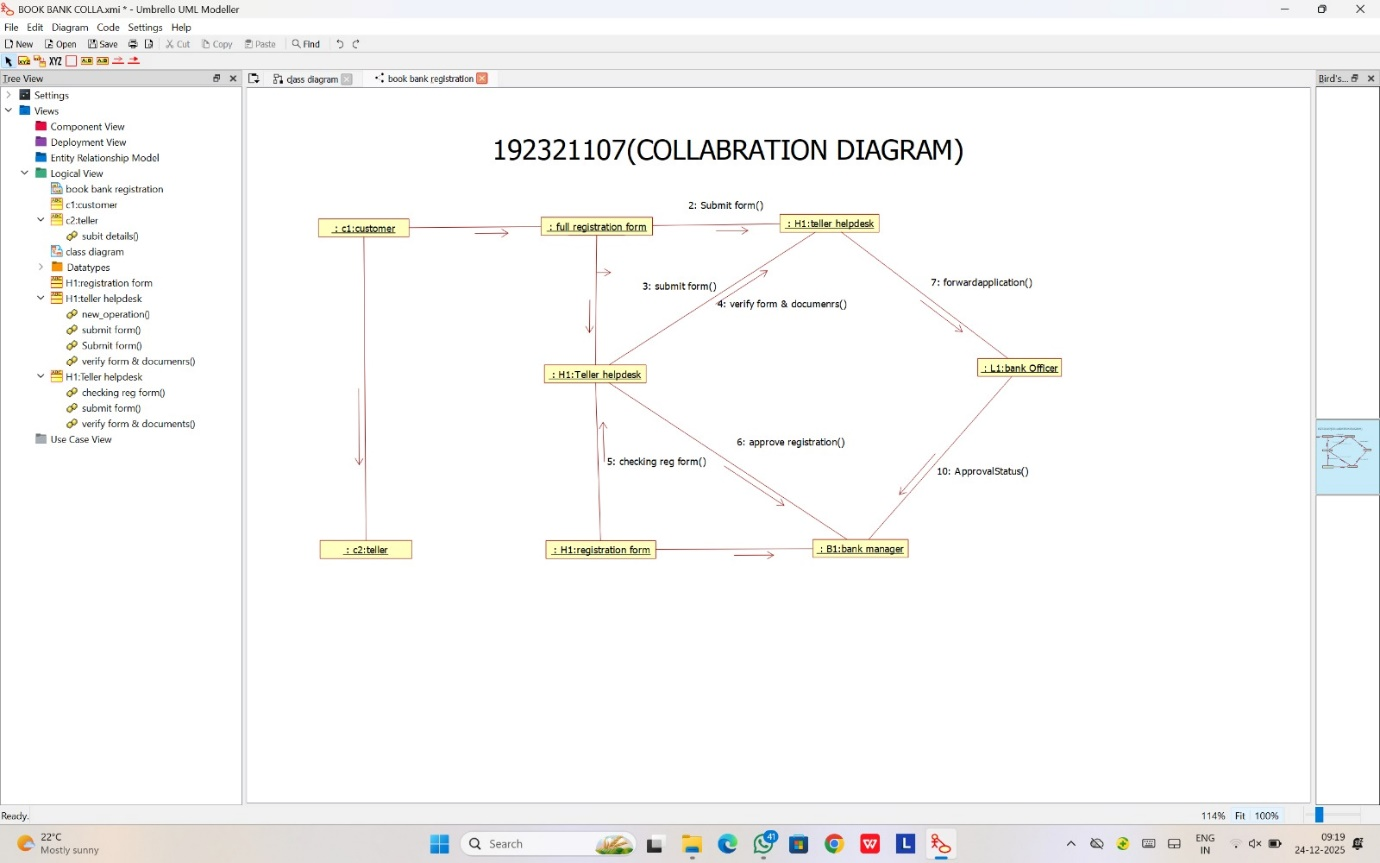 BOOK BANK COLLA.xmi * - Umbrello UML Modeller
File Edit Diagram Code Settings Help
New Open Save Cut Copy Paste Find
XYZ
Tree View
class diagram
book bank registration
Bird's...
Settings
Views
Component View
Deployment View
Entity Relationship Model
Logical View
book bank registration
c1:customer
c2:teller
subit details()
class diagram
Datatypes
H1:registration form
H1:teller helpdesk
new_operation()
submit form()
Submit form()
verify form & documenrs()
H1:Teller helpdesk
checking reg form()
submit form()
verify form & documents()
Use Case View
192321107(COLLABRATION DIAGRAM)
2: Submit form()
: c1:customer
: full registration form
: H1:teller helpdesk
3: submit form()
4: verify form & documenrs()
7: forwardapplication()
: H1:Teller helpdesk
: L1:bank Officer
6: approve registration()
5: checking reg form()
10: ApprovalStatus()
: c2:teller
: H1:registration form
: B1:bank manager
Ready.
114% Fit 100%
22°C
Mostly sunny
Search
41
ENG
IN
09:19
24-12-2025